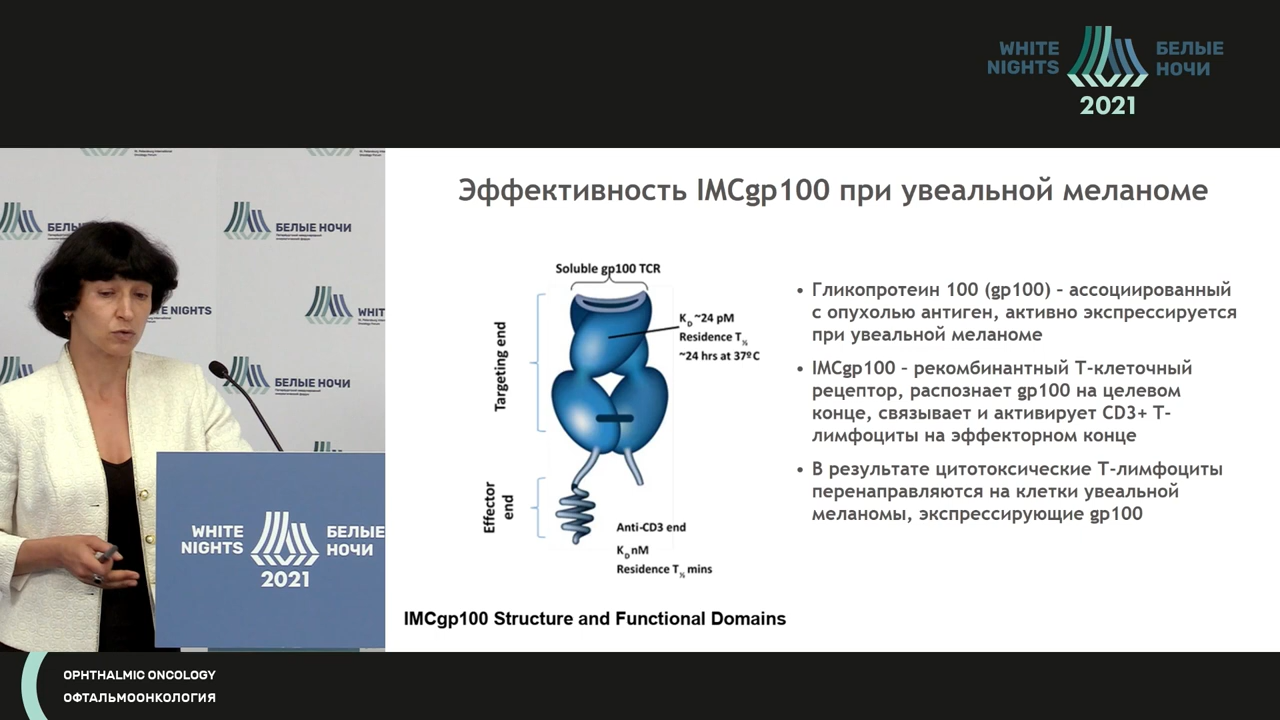 WHITE
NIGHTS
БЕЛЫЕ
НОЧИ
2021
Эффективность IMCgp100 при увеальной меланоме
Soluble gp100 TCR
Targeting end
K_D ~24 pM
Residence T_½
~24 hrs at 37ºC
Effector
end
Anti-CD3 end
K_D nM
Residence T_½ mins
IMCgp100 Structure and Functional Domains
• Гликопротеин 100 (gp100) – ассоциированный
с опухолью антиген, активно экспрессируется
при увеальной меланоме
• IMCgp100 – рекомбинантный Т-клеточный
рецептор, распознает gp100 на целевом
конце, связывает и активирует CD3+ Т-
лимфоциты на эффекторном конце
• В результате цитотоксические Т-лимфоциты
перенаправляются на клетки увеальной
меланомы, экспрессирующие gp100
БЕЛЫЕ НОЧИ
NIGHTS
БЕЛЫЕ НОЧИ
WHITE
NIGHTS
БЕЛЫЕ
НОЧИ
2021
OPHTHALMIC ONCOLOGY
ОФТАЛЬМООНКОЛОГИЯ